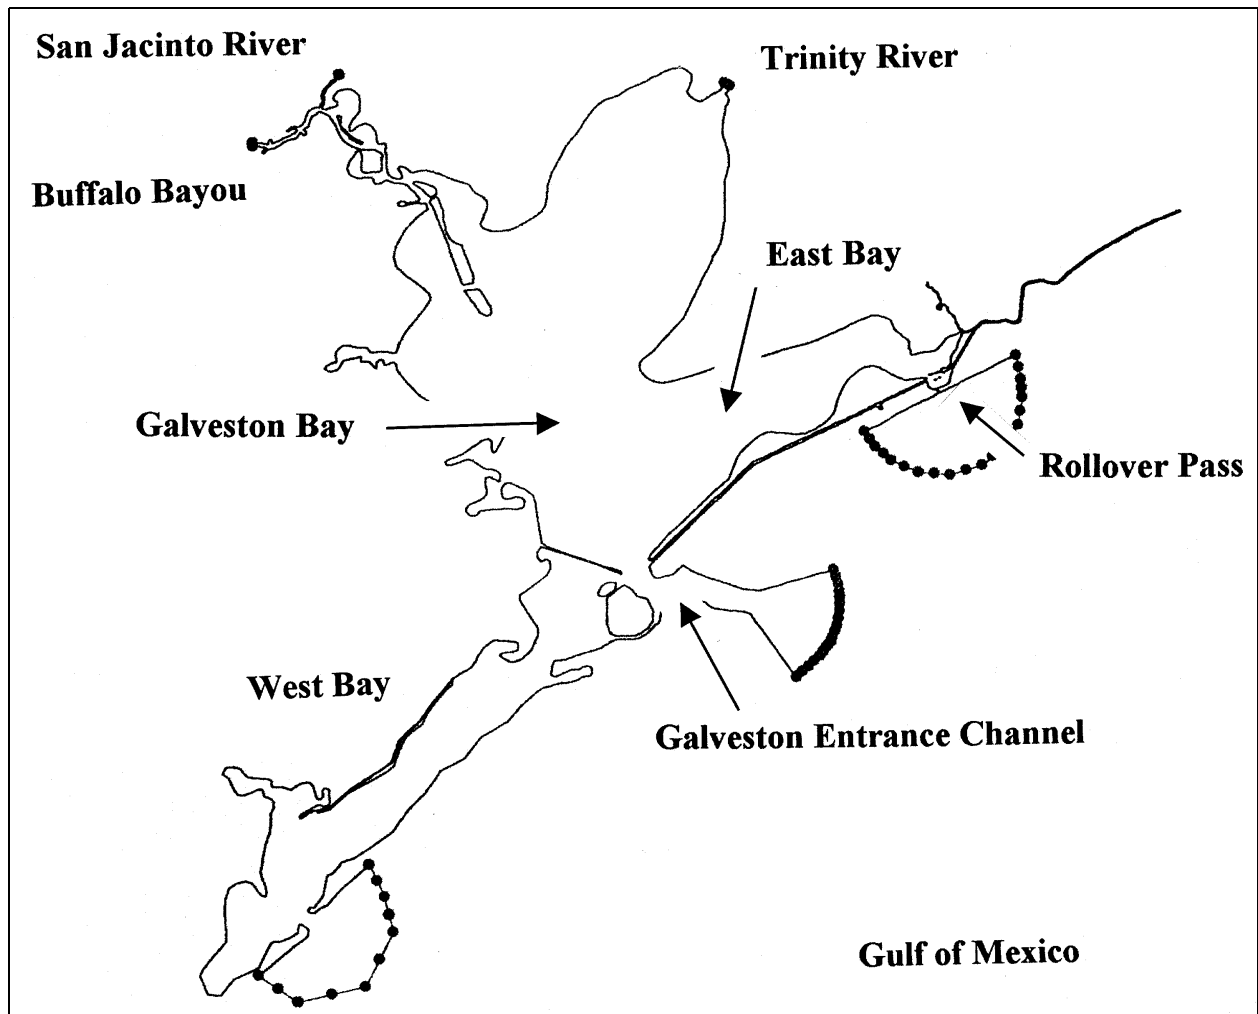 San Jacinto River
Trinity River
Buffalo Bayou
East Bay
Galveston Bay
Rollover Pass
West Bay
Galveston Entrance Channel
Gulf of Mexico